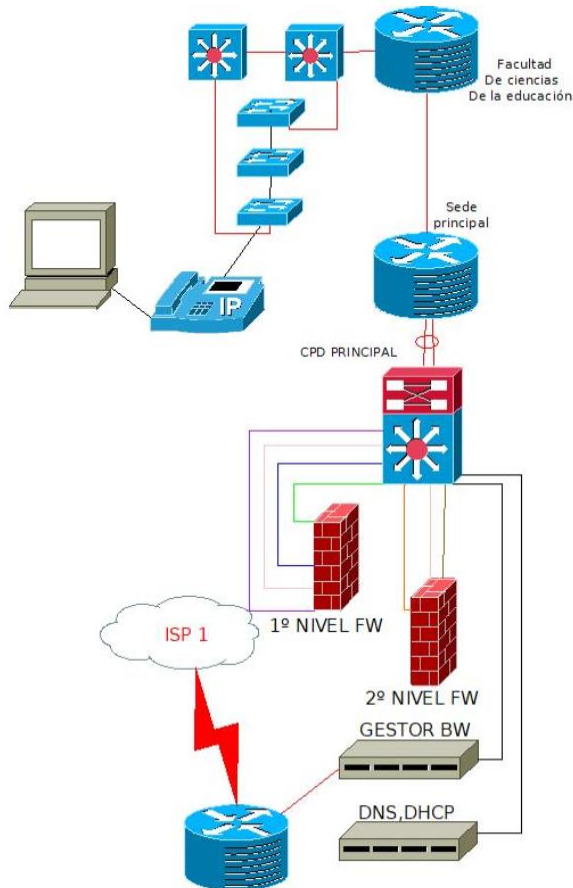 Facultad
De ciencias
De la educación
Sede
principal
IP
CPD PRINCIPAL
1º NIVEL FW
ISP 1
2º NIVEL FW
GESTOR BW
DNS,DHCP